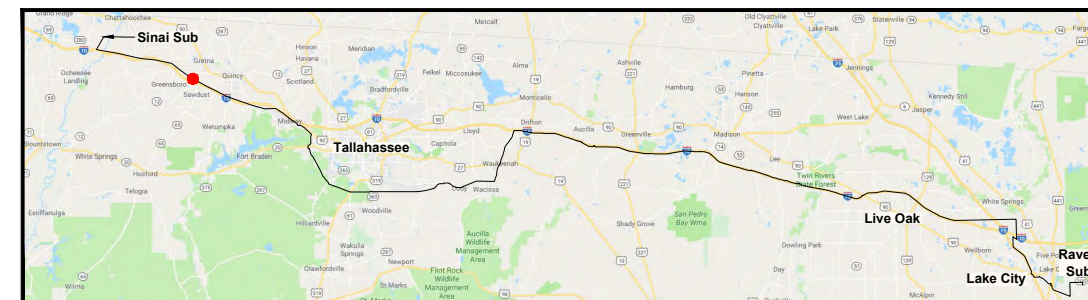 Grand Ridge
Chattahoochee
Metcalf
Old Clyattville
Clyattville
Lake Park
Statenville
Fargo
Sinai Sub
Hinson
Havana
Meridian
Felkel
Miccosukee
Alma
Ashville
Pinetta
Jennings
Ocheesee
Landing
Gretna
Quincy
Scotland
Greensboro
Sawdust
Bradfordville
Monticello
Hamburg
Hanson
Kennedy Still
Jasper
West Lake
Wetumpka
Midway
Tallahassee
Lloyd
Capitola
Drifton
Aucilla
Greenville
Madison
Lee
Blountstown
White Springs
Hosford
Telogia
Fort Braden
Waukeenah
Cody
Wacissa
Twin Rivers
State Forest
White Springs
Estiffanulga
Woodville
Hilliardville
Shady Grove
San Pedro
Bay Wma
Live Oak
Wellborn
Aucilla
Wildlife
Management
Area
Wakulla
Springs
Newport
Crawfordville
Dowling Park
Day
Lake City
Rave
Sub
Five Po
Lake C
Wilma
St Marks
Flint Rock
Wildlife
Management
Area
McAlpin